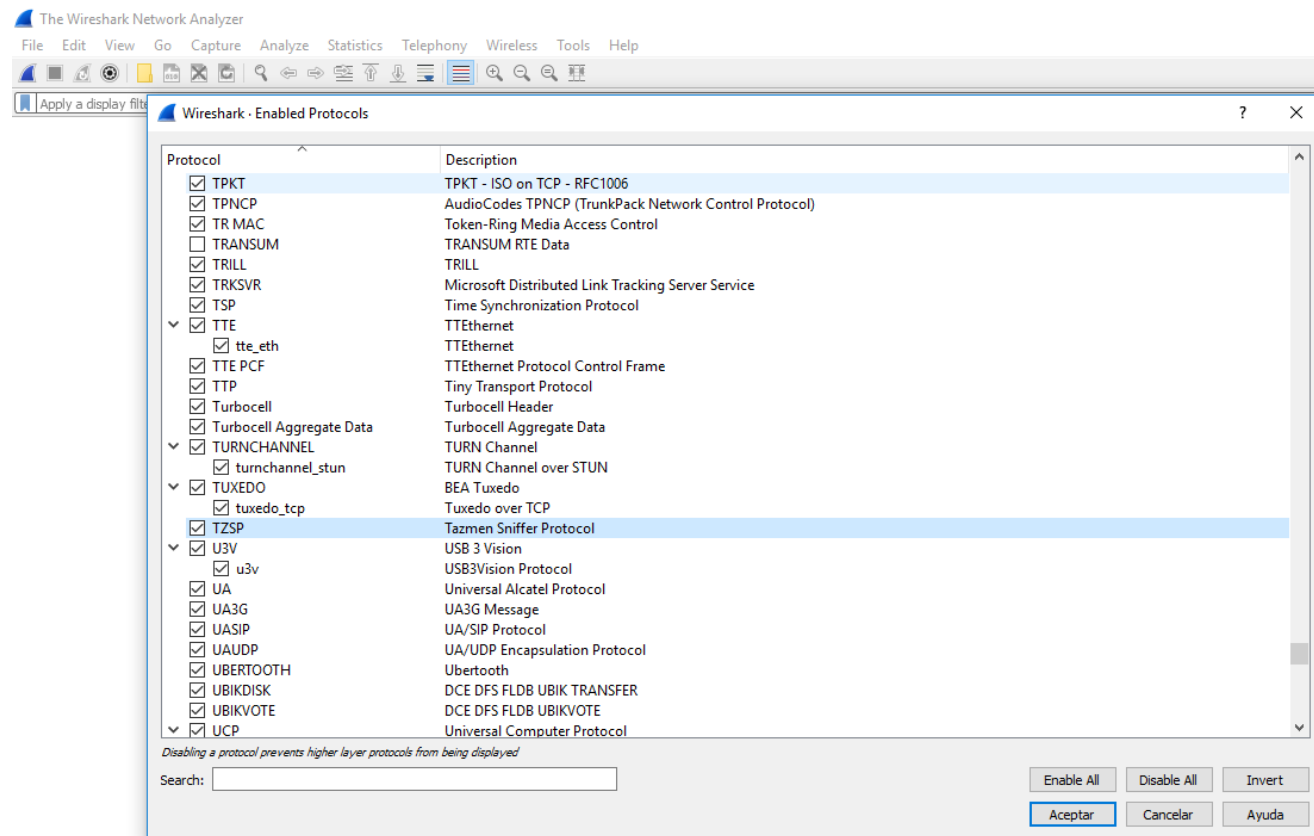 The Wireshark Network Analyzer
File Edit View Go Capture Analyze Statistics Telephony Wireless Tools Help
Apply a display filte
Wireshark · Enabled Protocols ?
Protocol Description
TPKT TPKT - ISO on TCP - RFC1006
TPNCP AudioCodes TPNCP (TrunkPack Network Control Protocol)
TR MAC Token-Ring Media Access Control
TRANSUM TRANSUM RTE Data
TRILL TRILL
TRKSVR Microsoft Distributed Link Tracking Server Service
TSP Time Synchronization Protocol
TTE TTEthernet
tte_eth TTEthernet
TTE PCF TTEthernet Protocol Control Frame
TTP Tiny Transport Protocol
Turbocell Turbocell Header
Turbocell Aggregate Data Turbocell Aggregate Data
TURNCHANNEL TURN Channel
turnchannel_stun TURN Channel over STUN
TUXEDO BEA Tuxedo
tuxedo_tcp Tuxedo over TCP
TZSP Tazmen Sniffer Protocol
U3V USB 3 Vision
u3v USB3Vision Protocol
UA Universal Alcatel Protocol
UA3G UA3G Message
UASIP UA/SIP Protocol
UAUDP UA/UDP Encapsulation Protocol
UBERTOOTH Ubertooth
UBIKDISK DCE DFS FLDB UBIK TRANSFER
UBIKVOTE DCE DFS FLDB UBIKVOTE
UCP Universal Computer Protocol
Disabling a protocol prevents higher layer protocols from being displayed
Search: Enable All Disable All Invert
Aceptar Cancelar Ayuda